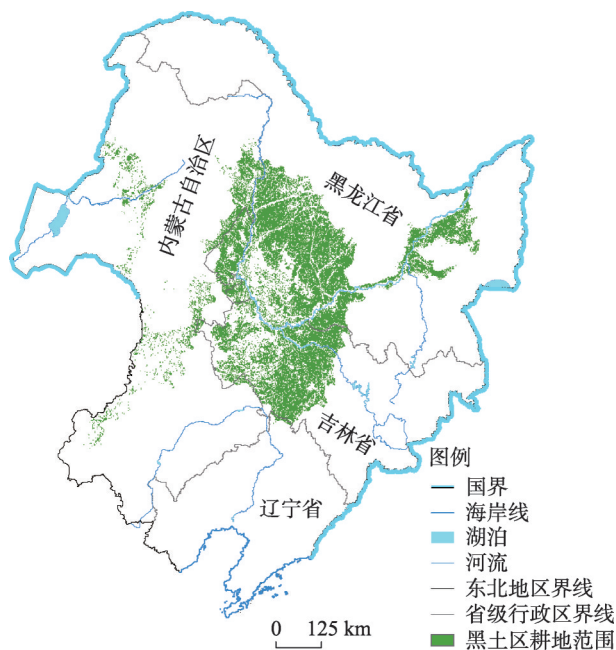 内蒙古自治区
黑龙江省
吉林省
辽宁省
0 125 km
图例
国界
海岸线
湖泊
河流
东北地区界线
省级行政区界线
黑土区耕地范围